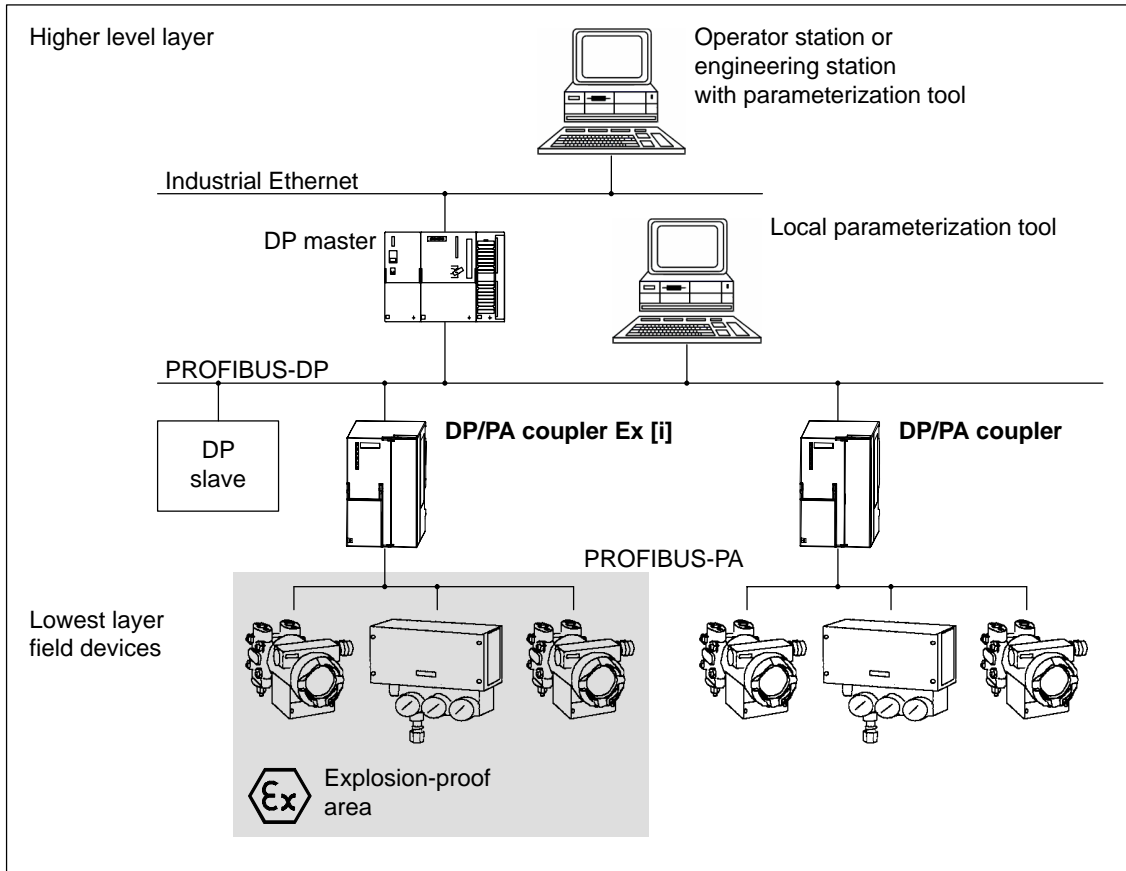 Higher level layer
Operator station or
engineering station
with parameterization tool
Industrial Ethernet
DP master
Local parameterization tool
PROFIBUS-DP
DP
slave
DP/PA coupler Ex [i]
DP/PA coupler
PROFIBUS-PA
Lowest layer
field devices
Ex
Explosion-proof
area